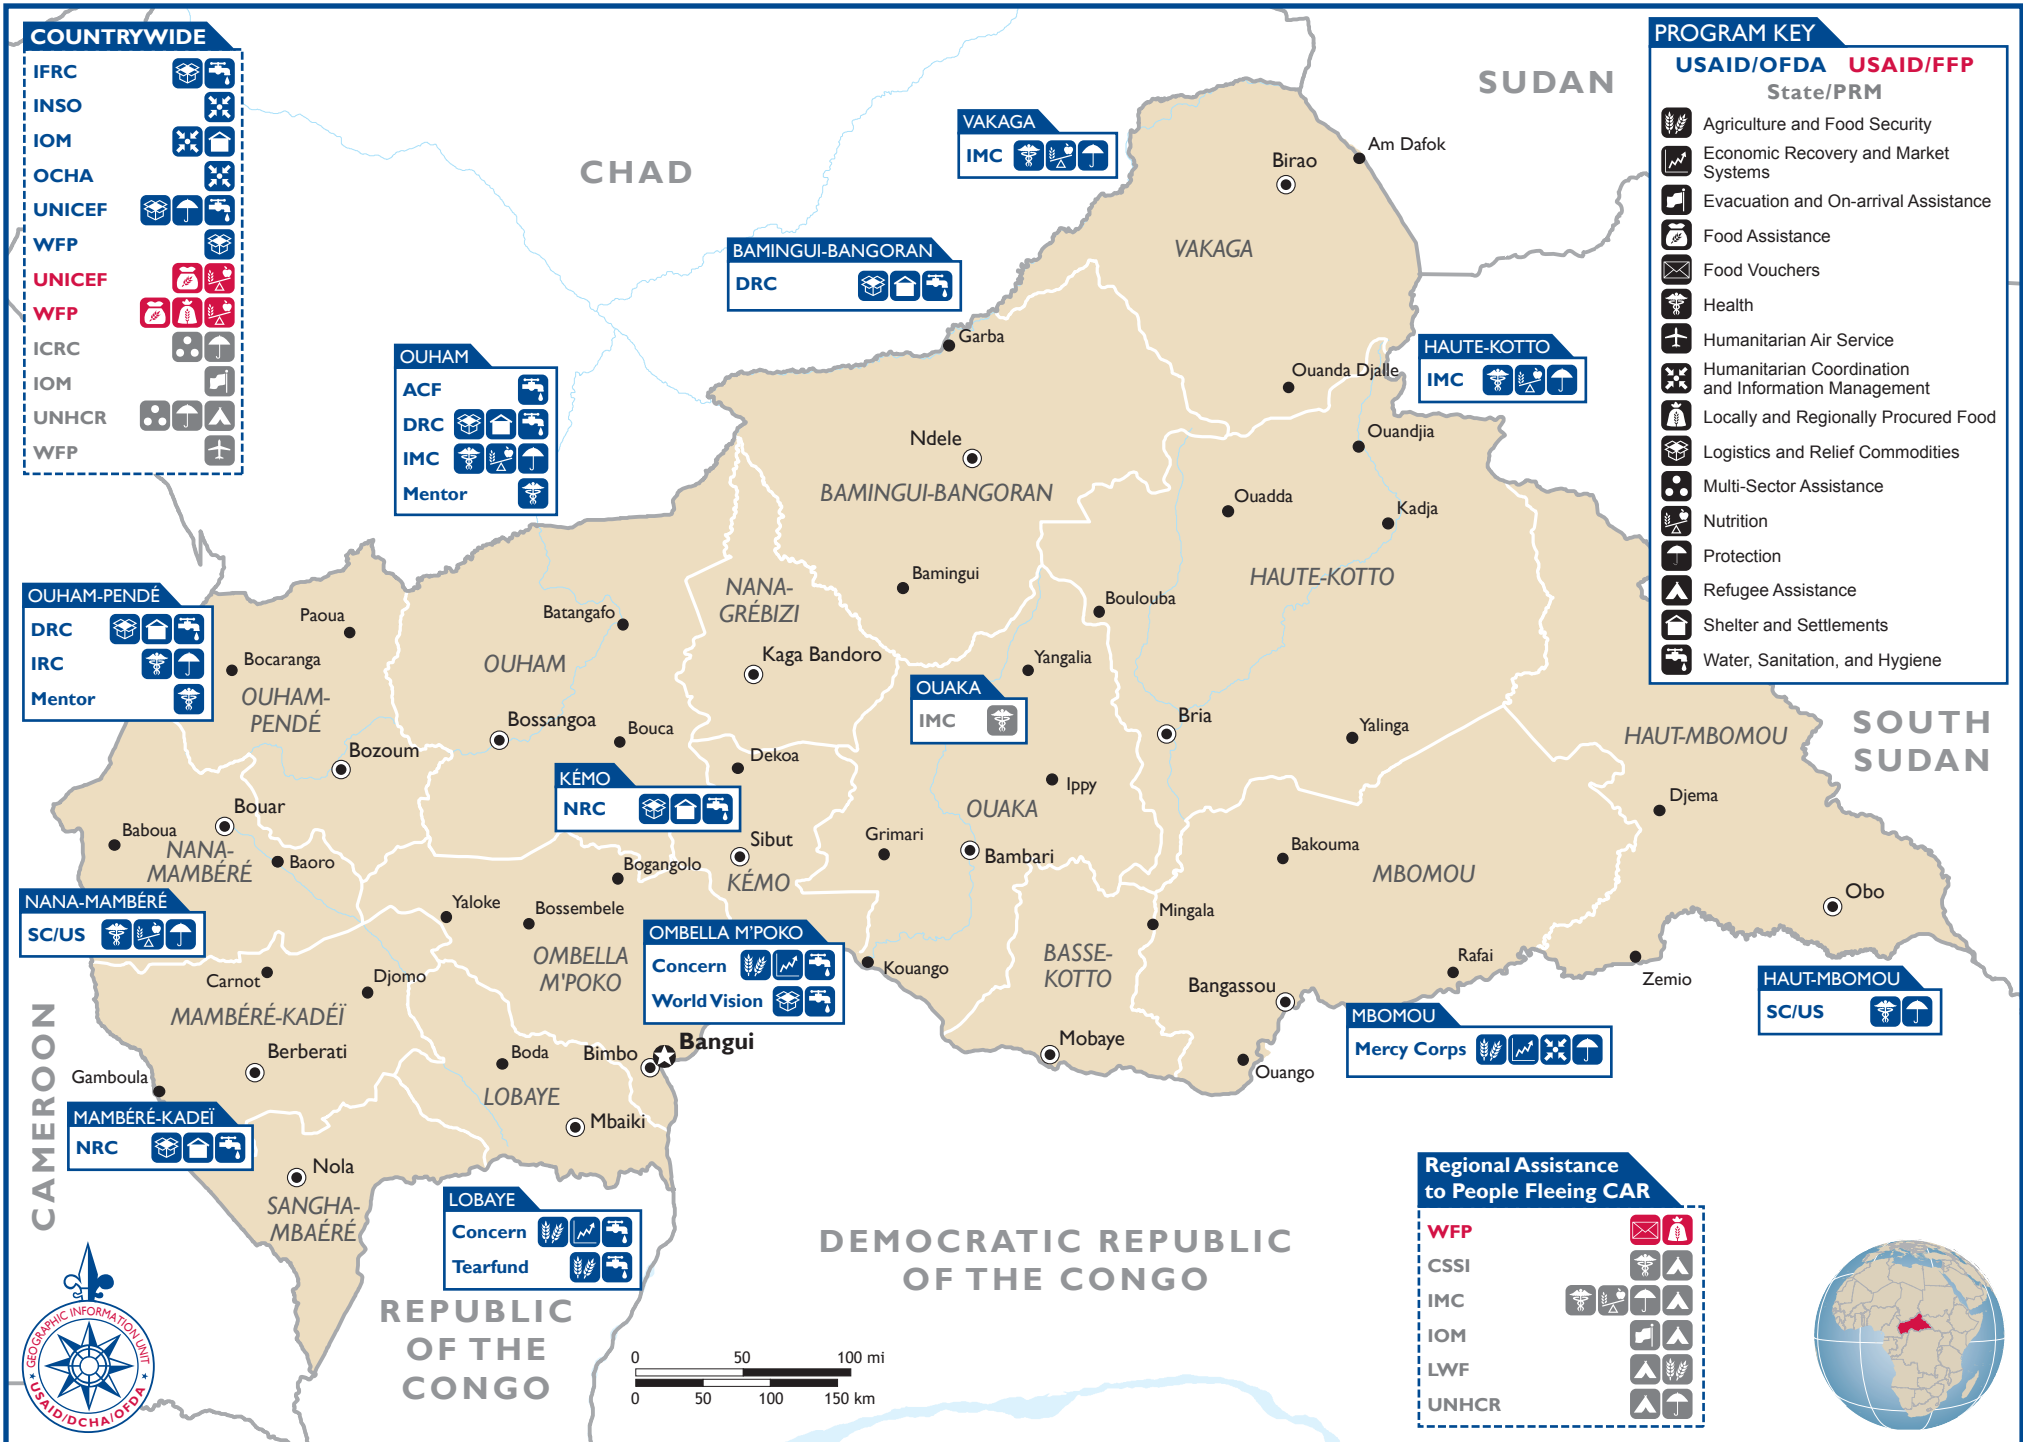 COUNTRYWIDE
IFRC
INSO
IOM
OCHA
UNICEF
WFP
UNICEF
WFP
ICRC
IOM
UNHCR
WFP
PROGRAM KEY
USAID/OFDA USAID/FFP
State/PRM
Agriculture and Food Security
Economic Recovery and Market
Systems
Evacuation and On-arrival Assistance
Food Assistance
Food Vouchers
Health
Humanitarian Air Service
Humanitarian Coordination
and Information Management
Locally and Regionally Procured Food
Logistics and Relief Commodities
Multi-Sector Assistance
Nutrition
Protection
Refugee Assistance
Shelter and Settlements
Water, Sanitation, and Hygiene
SUDAN
CHAD
VAKAGA
IMC
Am Dafok
Birao
VAKAGA
BAMINGUI-BANGORAN
DRC
Garba
OUHAM
ACF
DRC
IMC
Mentor
HAUTE-KOTTO
IMC
Ouanda Djalle
Ouandjia
Ndele
BAMINGUI-BANGORAN
Ouadda
Kadja
HAUTE-KOTTO
Bamingui
NANA-
GRÉBIZI
Boulouba
OUHAM-PENDÉ
DRC
IRC
Mentor
Paoua
Bocaranga
OUHAM-
PENDÉ
Batangafo
OUHAM
Kaga Bandoro
Yangalia
OUAKA
IMC
Bossangoa
Bouca
Bozoum
Dekoa
Bria
Yalinga
HAUT-MBOMOU
SOUTH
SUDAN
KÉMO
NRC
Ippy
OUAKA
Djema
Bouar
Baboua
NANA-
MAMBÉRÉ
Baoro
Sibut
KÉMO
Grimari
Bambari
Bakouma
MBOMOU
Bogangolo
Obo
NANA-MAMBÉRÉ
SC/US
Yaloke
Bossembele
OMBELLA
M'POKO
OMBELLA M'POKO
Concern
World Vision
Mingala
BASSE-
KOTTO
Kouango
Rafai
Zemio
HAUT-MBOMOU
SC/US
Carnot
Djomo
MAMBÉRÉ-KADÉÏ
Bangassou
MBOMOU
Mercy Corps
CAMEROON
Berberati
Boda
Bimbo
Bangui
Mobaye
Ouango
Gamboula
LOBAYE
Mbaiki
MAMBÉRÉ-KADEÏ
NRC
Nola
SANGHA-
MBAÉRÉ
LOBAYE
Concern
Tearfund
REPUBLIC
OF THE
CONGO
DEMOCRATIC REPUBLIC
OF THE CONGO
Regional Assistance
to People Fleeing CAR
WFP
CSSI
IMC
IOM
LWF
UNHCR
0 50 100 mi
0 50 100 150 km
GEOGRAPHIC INFORMATION UNIT
USAID/DCHA/OFDA